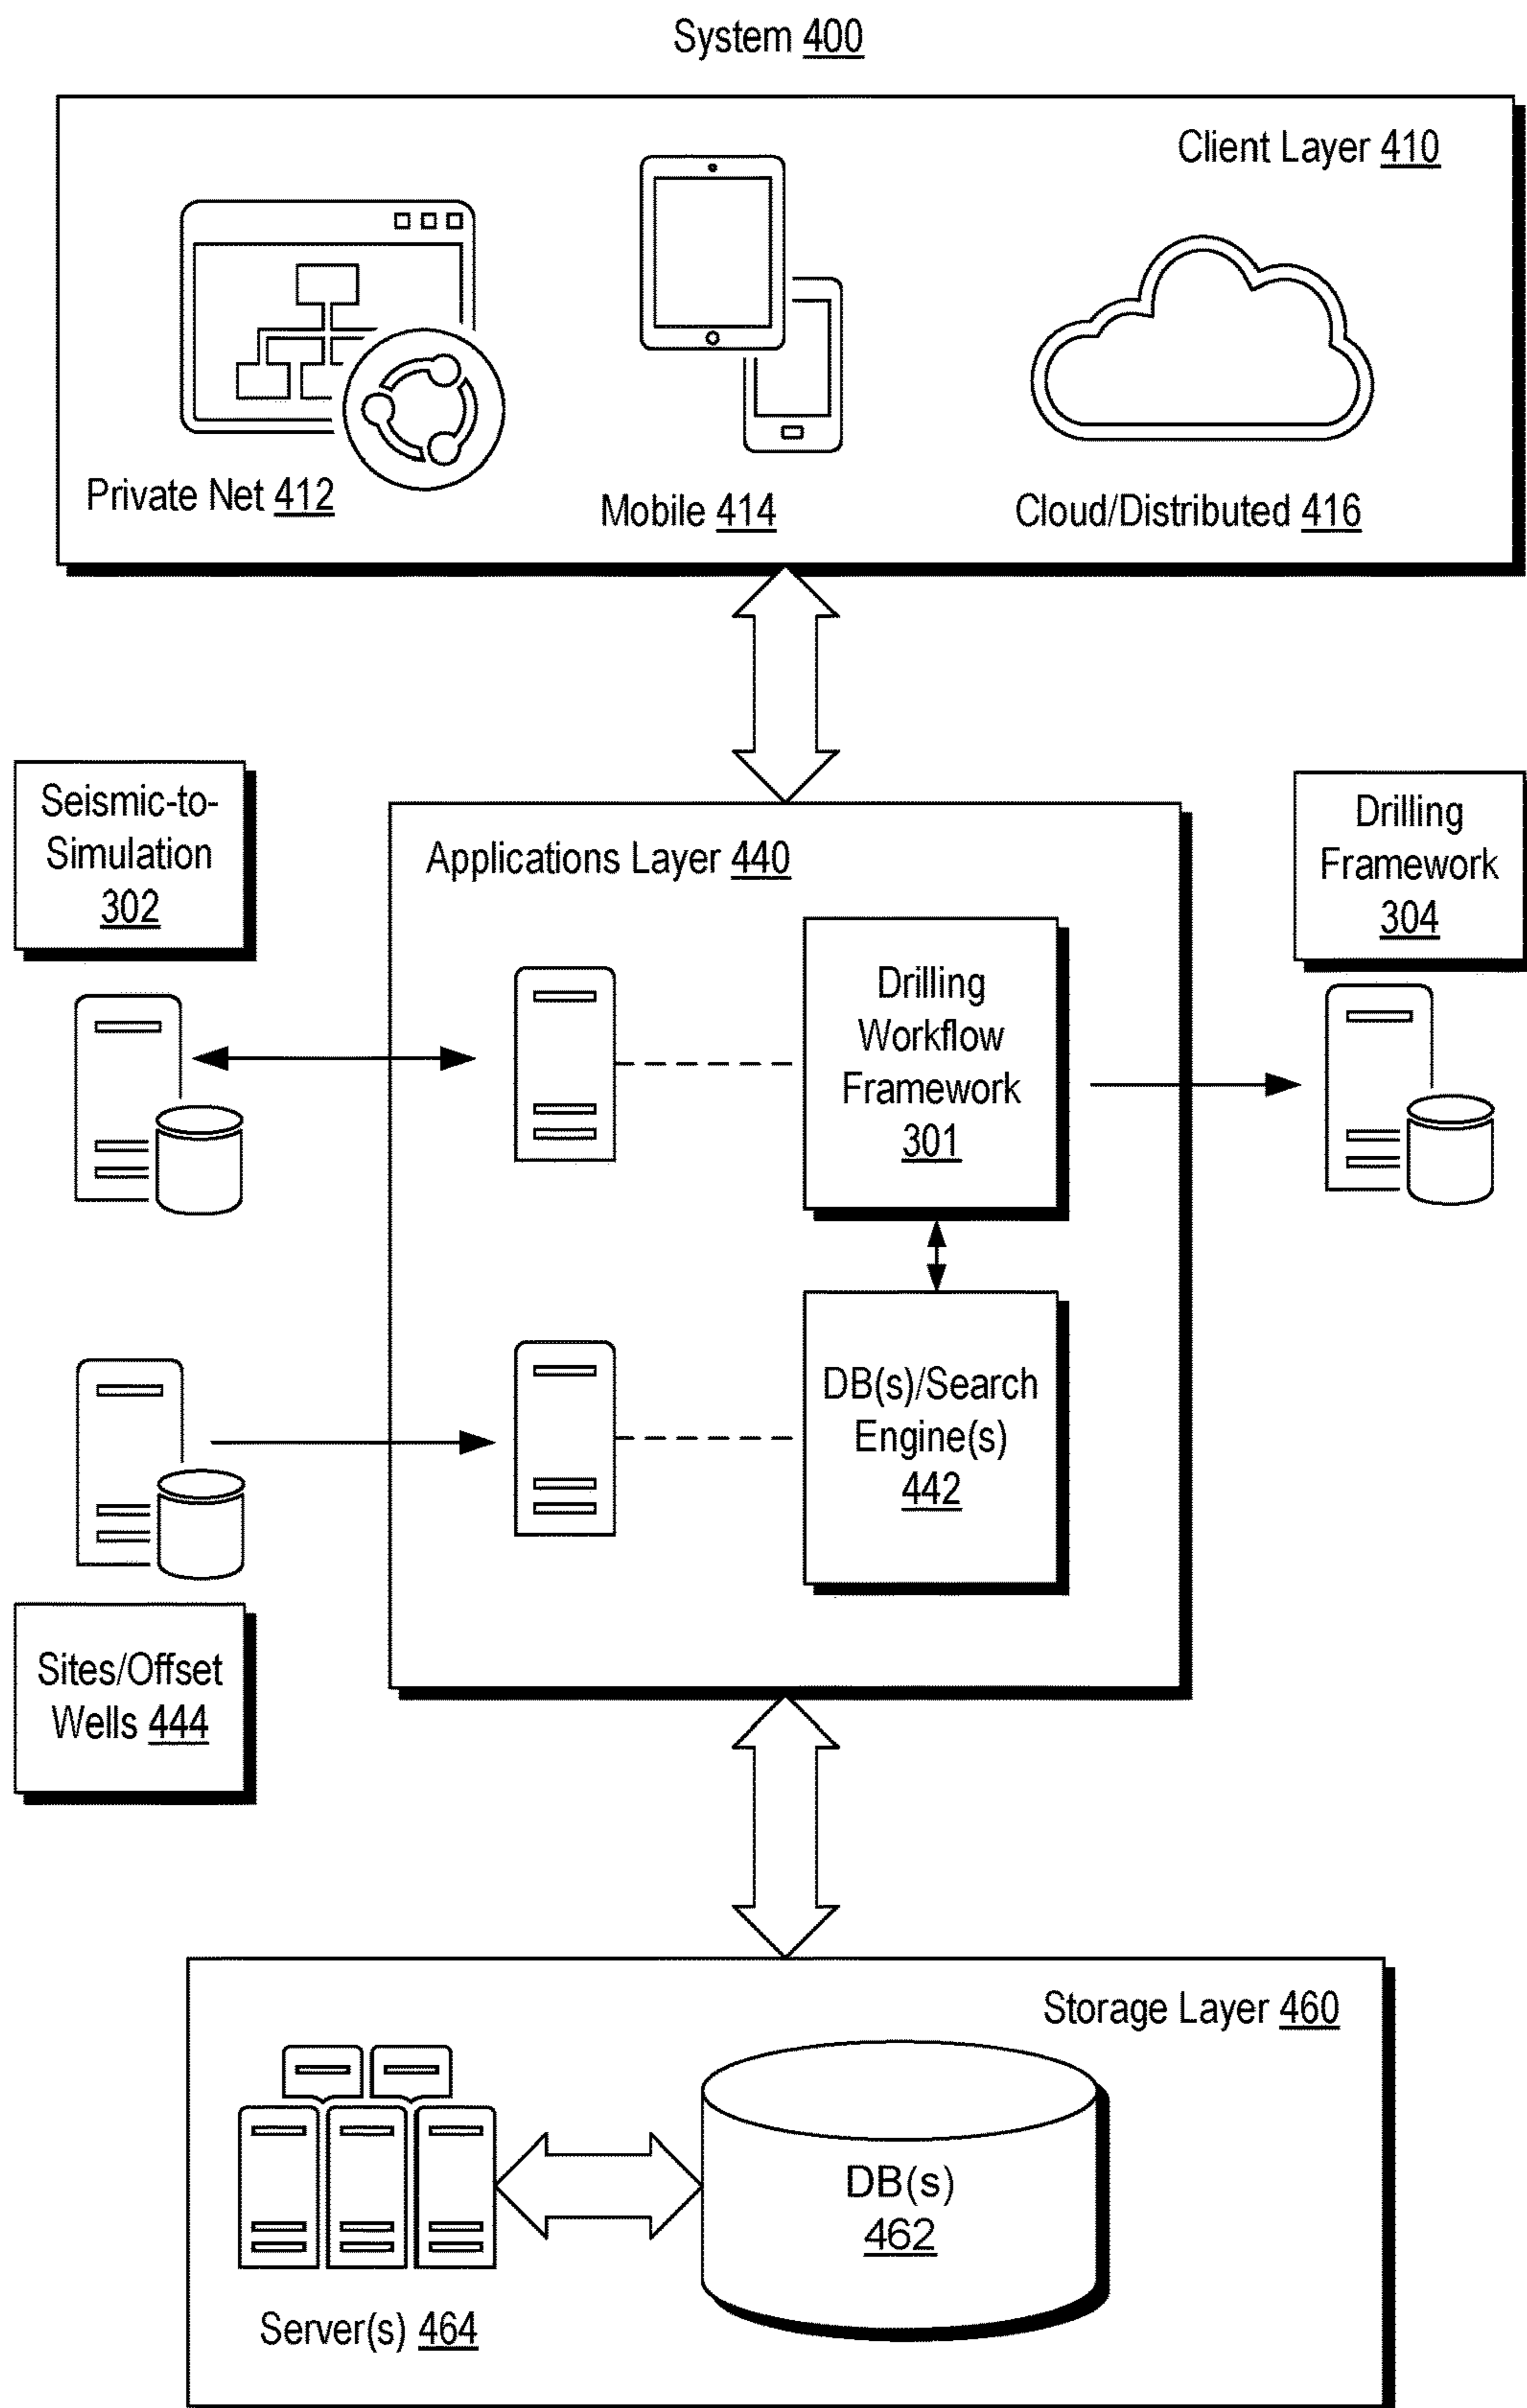 System 400
Client Layer 410
Private Net 412
Mobile 414
Cloud/Distributed 416
Seismic-to-
Simulation
302
Applications Layer 440
Drilling
Workflow
Framework
301
Drilling
Framework
304
DB(s)/Search
Engine(s)
442
Sites/Offset
Wells 444
Storage Layer 460
DB(s)
462
Server(s) 464